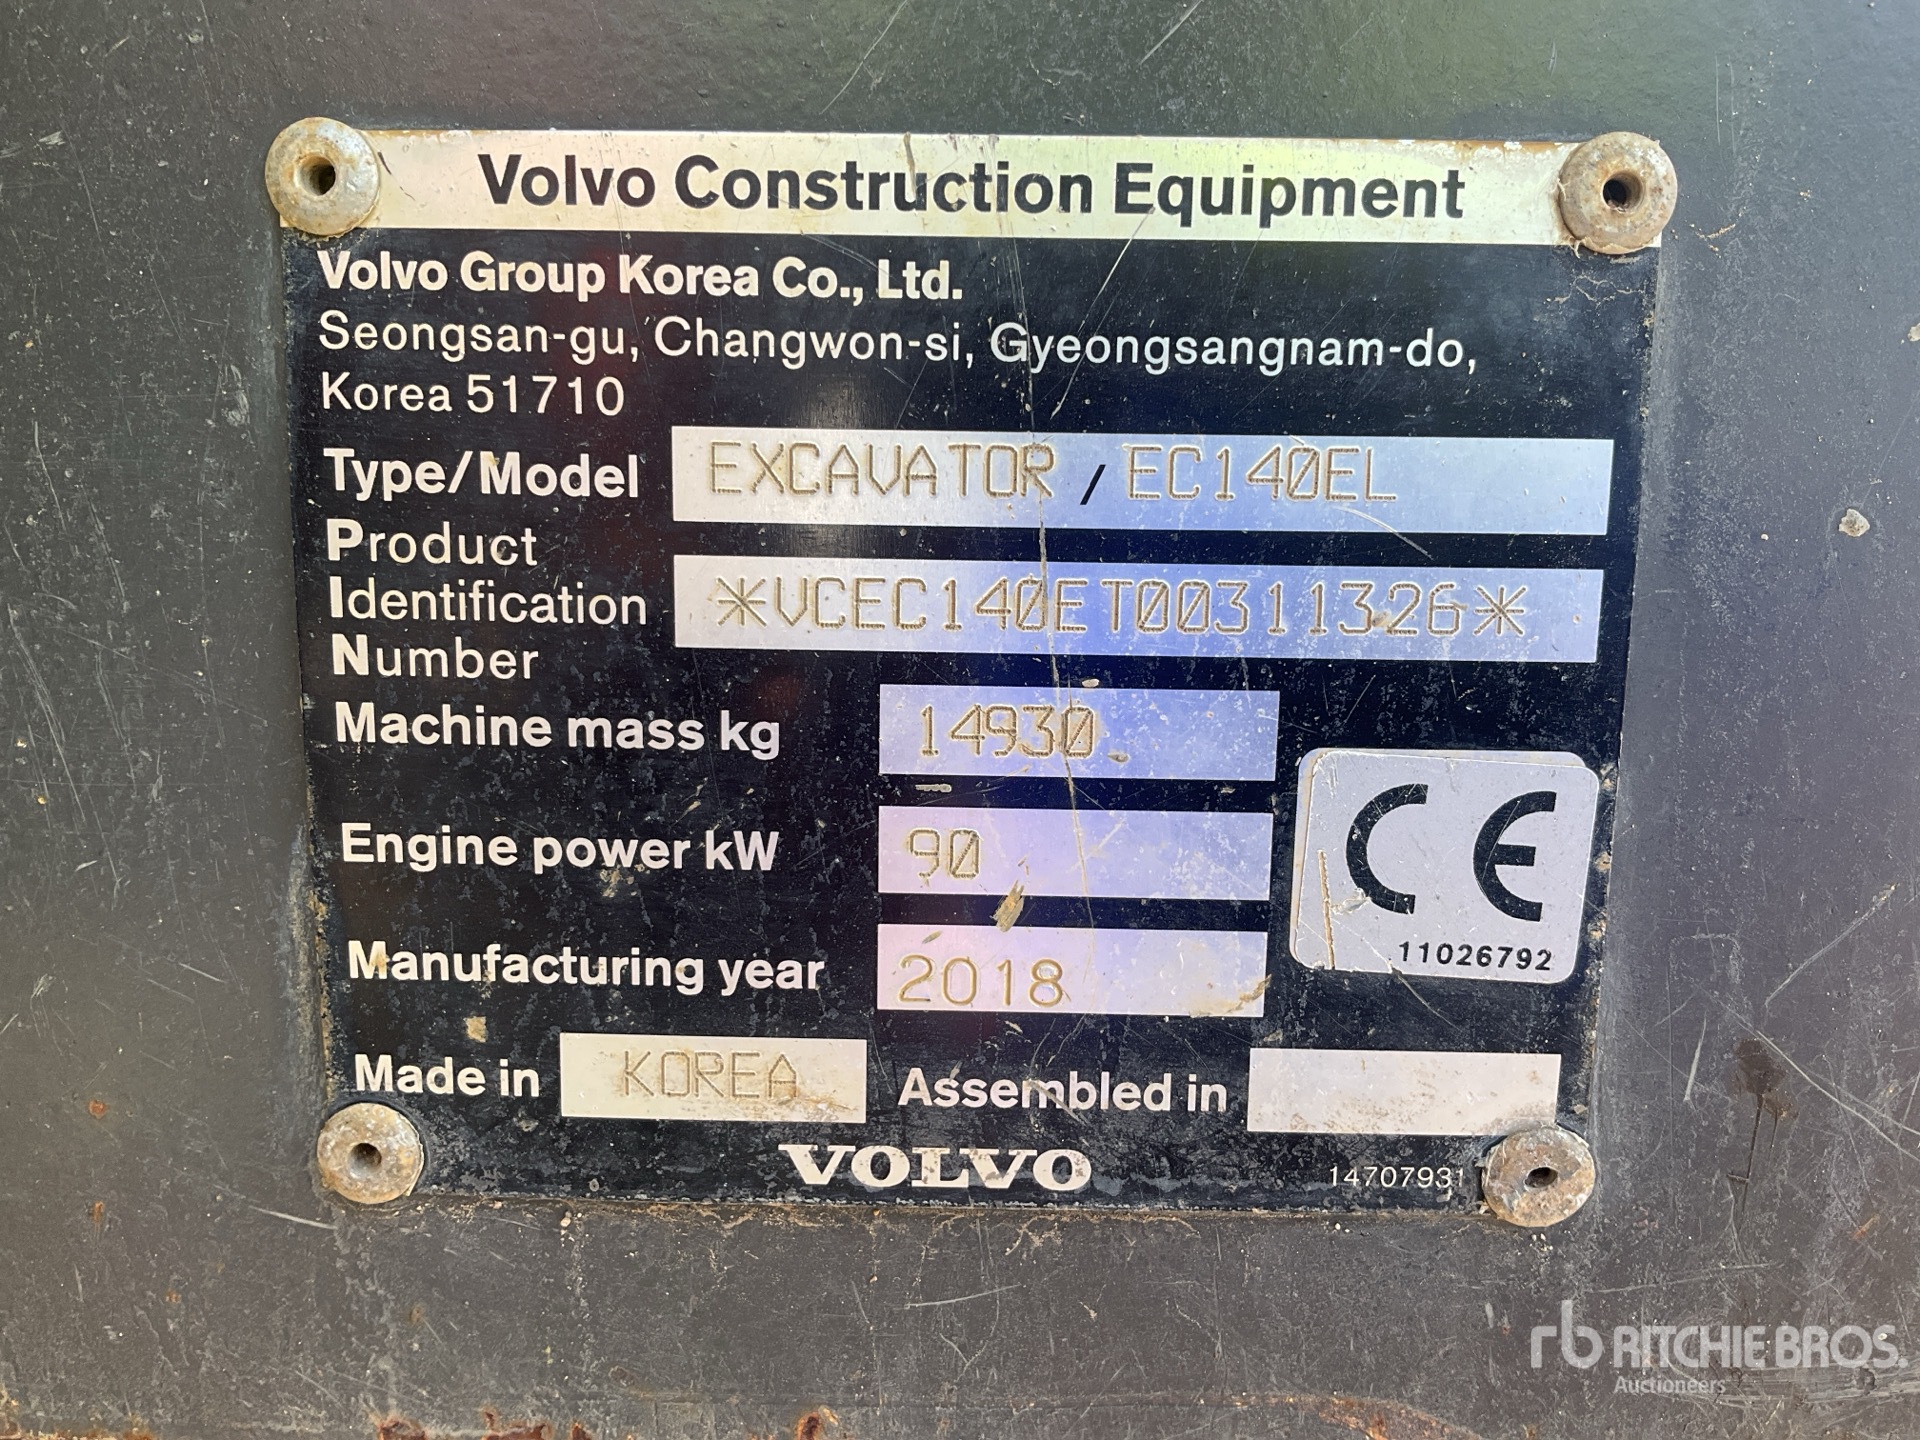 Volvo Construction Equipment
Volvo Group Korea Co., Ltd.
Seongsan-gu, Changwon-si, Gyeongsangnam-do,
Korea 51710
Type/Model EXCAVATOR / EC140EL
Product
Identification *VCEC140ET00311326*
Number
Machine mass kg 14930
Engine power kW 90
CE
11026792
Manufacturing year 2018
Made in KOREA Assembled in
VOLVO 14707931
rb RITCHIE BROS.
Auctioneers